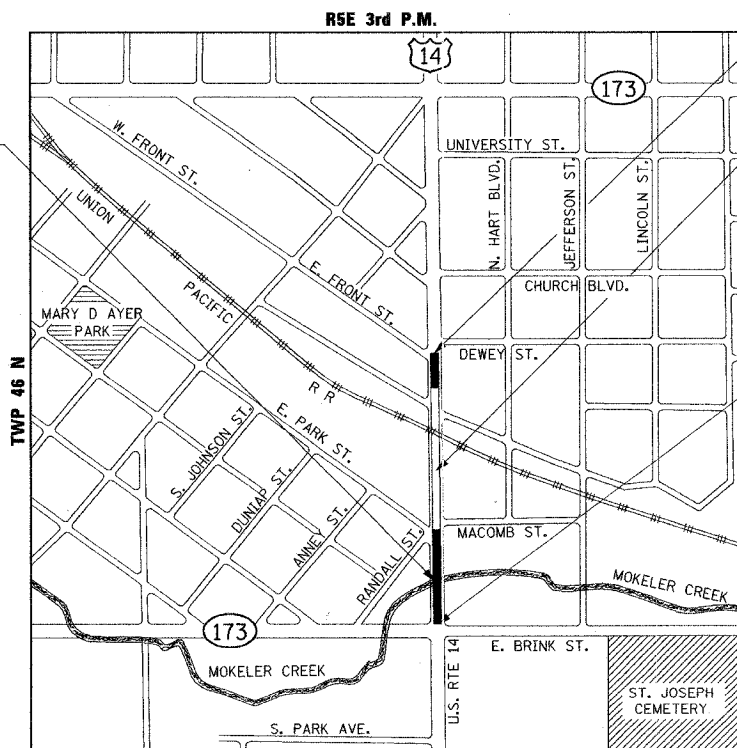 R5E 3rd P.M.
14
173
W. FRONT ST.
UNIVERSITY ST.
UNION
PACIFIC
R R
N. HART BLVD.
JEFFERSON ST.
LINCOLN ST.
E. FRONT ST.
CHURCH BLVD.
MARY D AYER
PARK
DEWEY ST.
TWP 46 N
E. PARK ST.
S. JOHNSON ST.
DUNIAP ST.
ANNEY ST.
RANDALL ST.
MACOMB ST.
MOKELER CREEK
173
MOKELER CREEK
U.S. RTE 14
E. BRINK ST.
ST. JOSEPH
CEMETERY
S. PARK AVE.